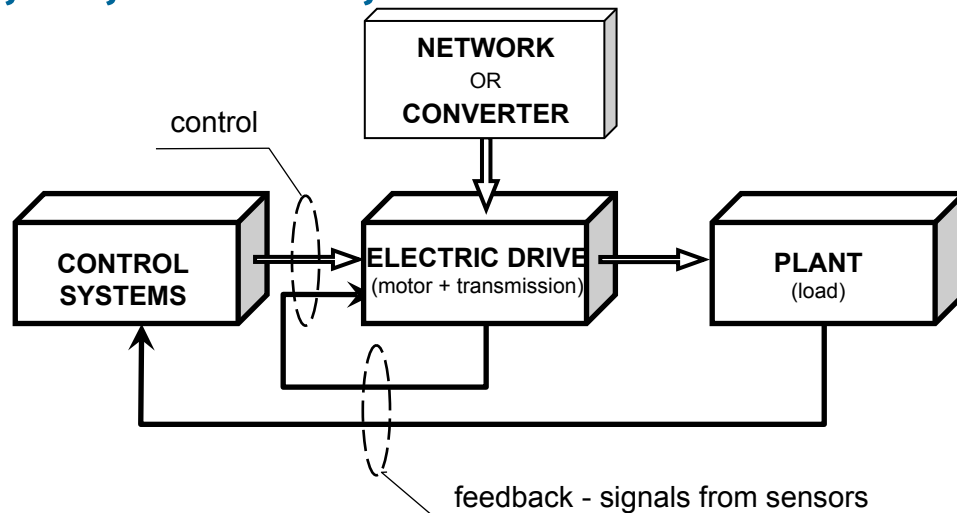 NETWORK
OR
CONVERTER
control
CONTROL
SYSTEMS
ELECTRIC DRIVE
(motor + transmission)
PLANT
(load)
feedback - signals from sensors